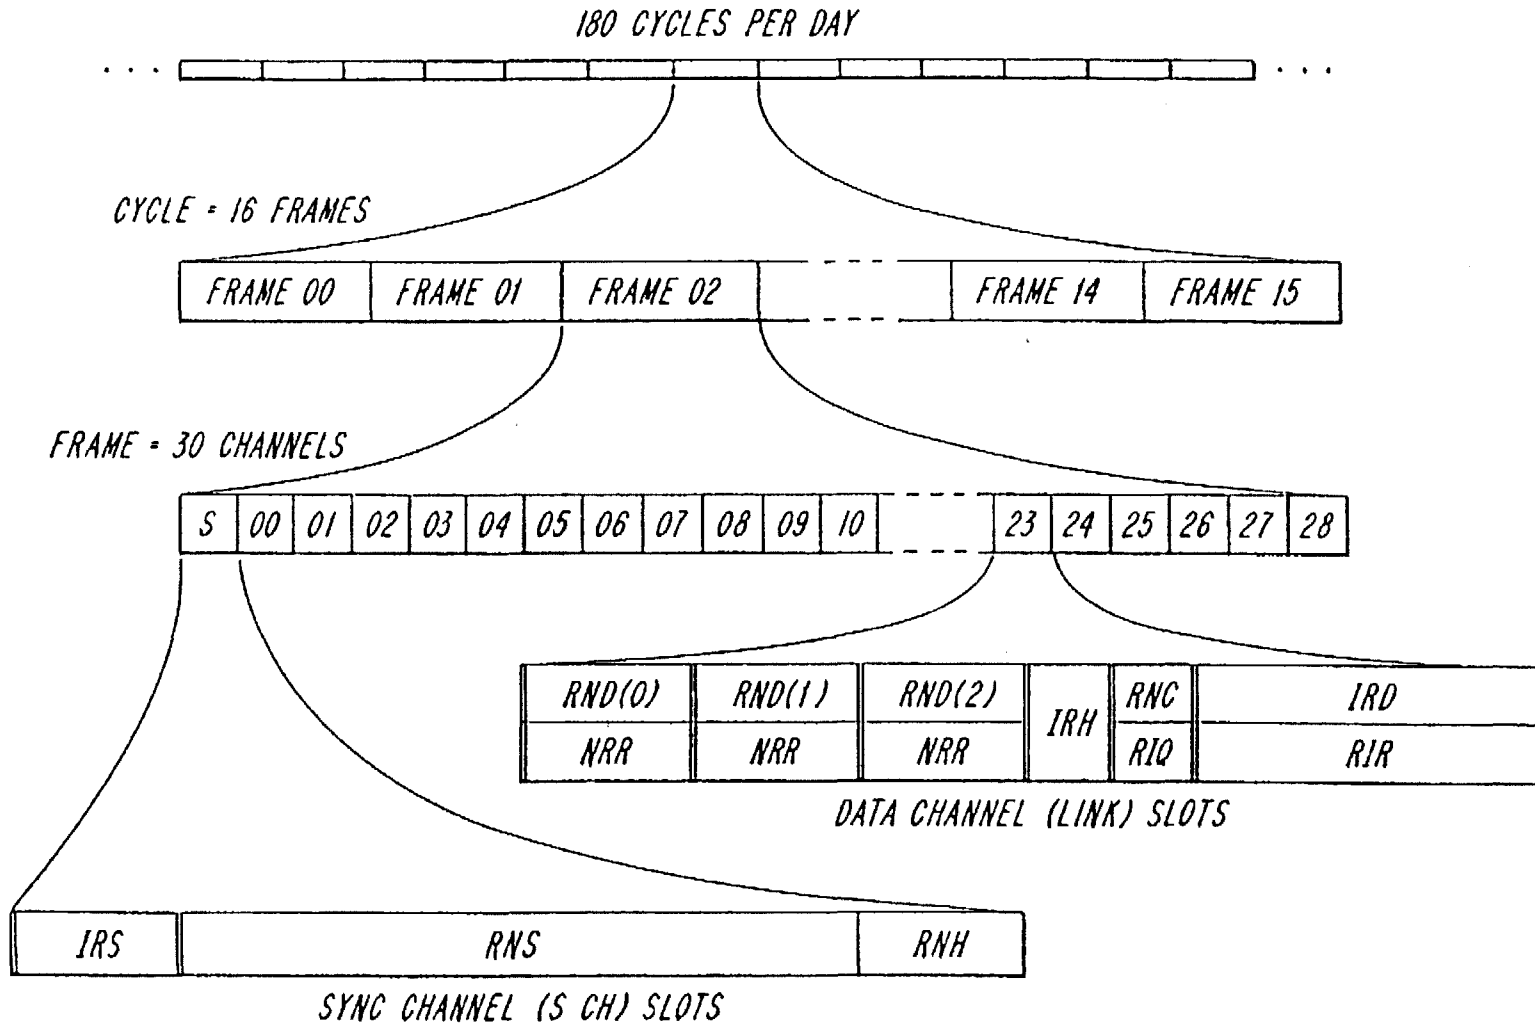 180 CYCLES PER DAY
. . . . . .
CYCLE = 16 FRAMES
FRAME 00 FRAME 01 FRAME 02 FRAME 14 FRAME 15
FRAME = 30 CHANNELS
S 00 01 02 03 04 05 06 07 08 09 10 23 24 25 26 27 28
RND(0) RND(1) RND(2) IRH RNC IRD
NRR NRR NRR RIQ RIR
DATA CHANNEL (LINK) SLOTS
IRS RNS RNH
SYNC CHANNEL (S CH) SLOTS